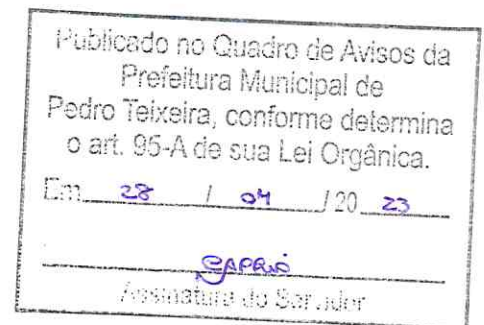 Publicado no Quadro de Avisos da
Prefeitura Municipal de
Pedro Teixeira, conforme determina
o art. 95-A de sua Lei Orgânica.
Em 28 / 04 / 20 23
Assinatura do Servidor